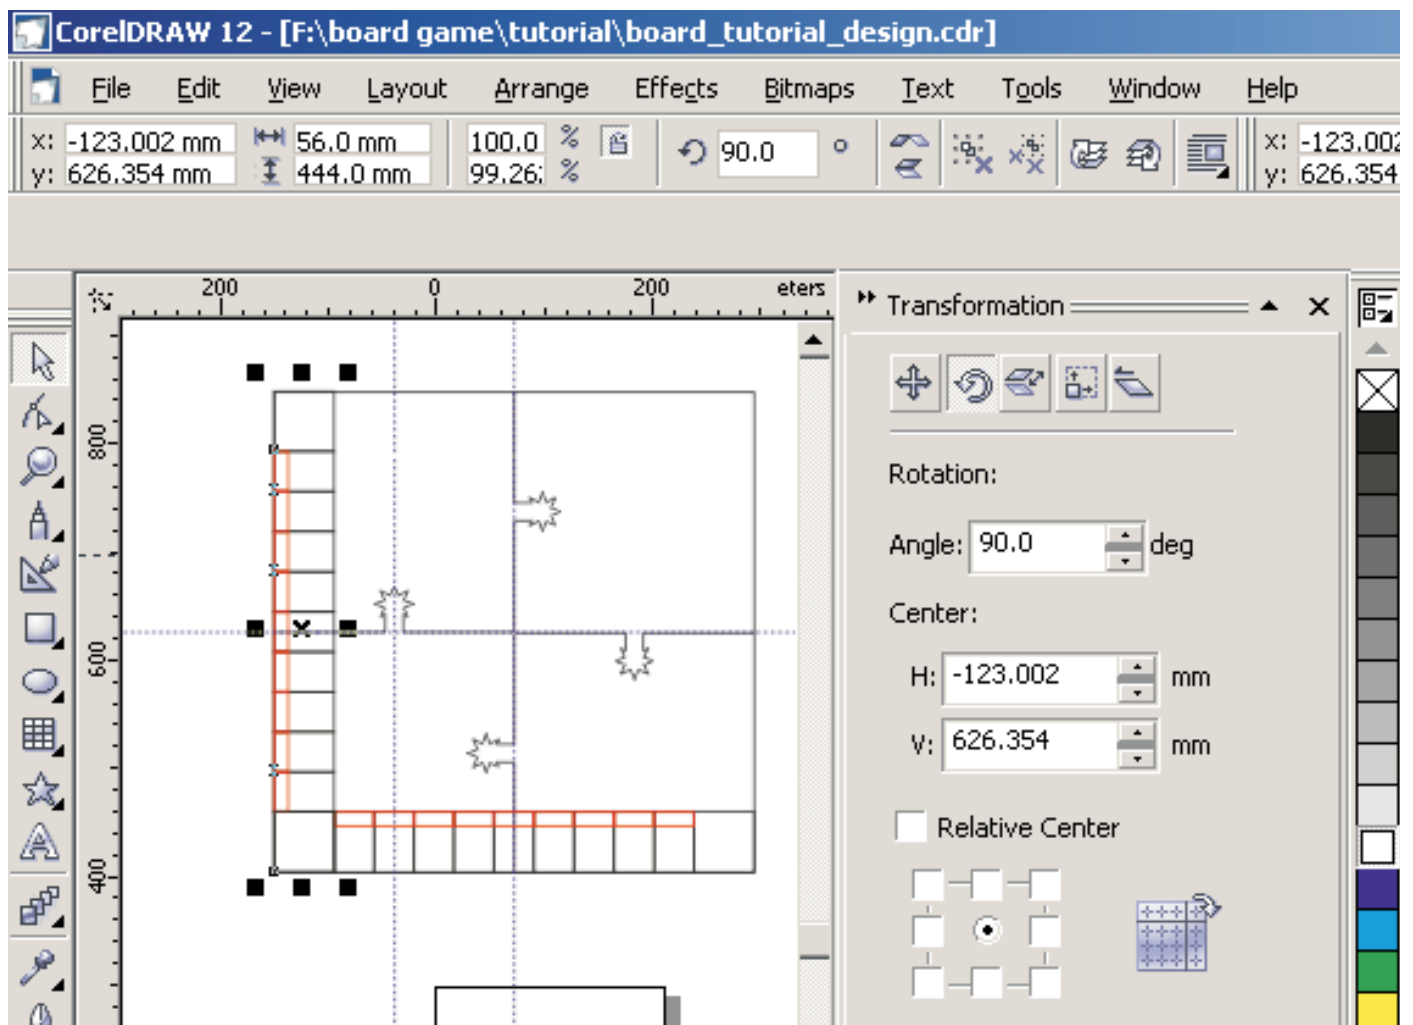 CorelDRAW 12 - [F:\board game\tutorial\board_tutorial_design.cdr]
File Edit View Layout Arrange Effects Bitmaps Text Tools Window Help
x: -123.002 mm 56.0 mm 100.0 % 90.0 ° x: -123.002
y: 626.354 mm 444.0 mm 99.26 % y: 626.354
200 0 200 eters
Transformation
800
600
400
Rotation:
Angle: 90.0 deg
Center:
H: -123.002 mm
V: 626.354 mm
Relative Center